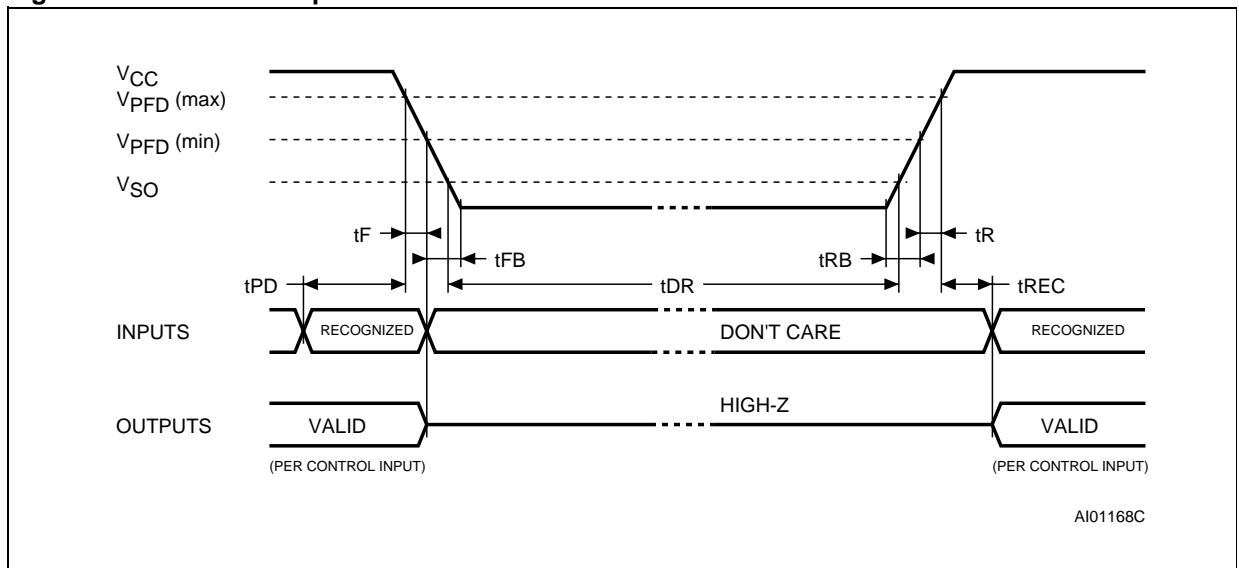 VCC
VPFD (max)
VPFD (min)
VSO
tF
tFB
tRB
tR
tPD
tDR
tREC
INPUTS
RECOGNIZED
DON'T CARE
RECOGNIZED
HIGH-Z
OUTPUTS
VALID
VALID
(PER CONTROL INPUT)
(PER CONTROL INPUT)
AI01168C